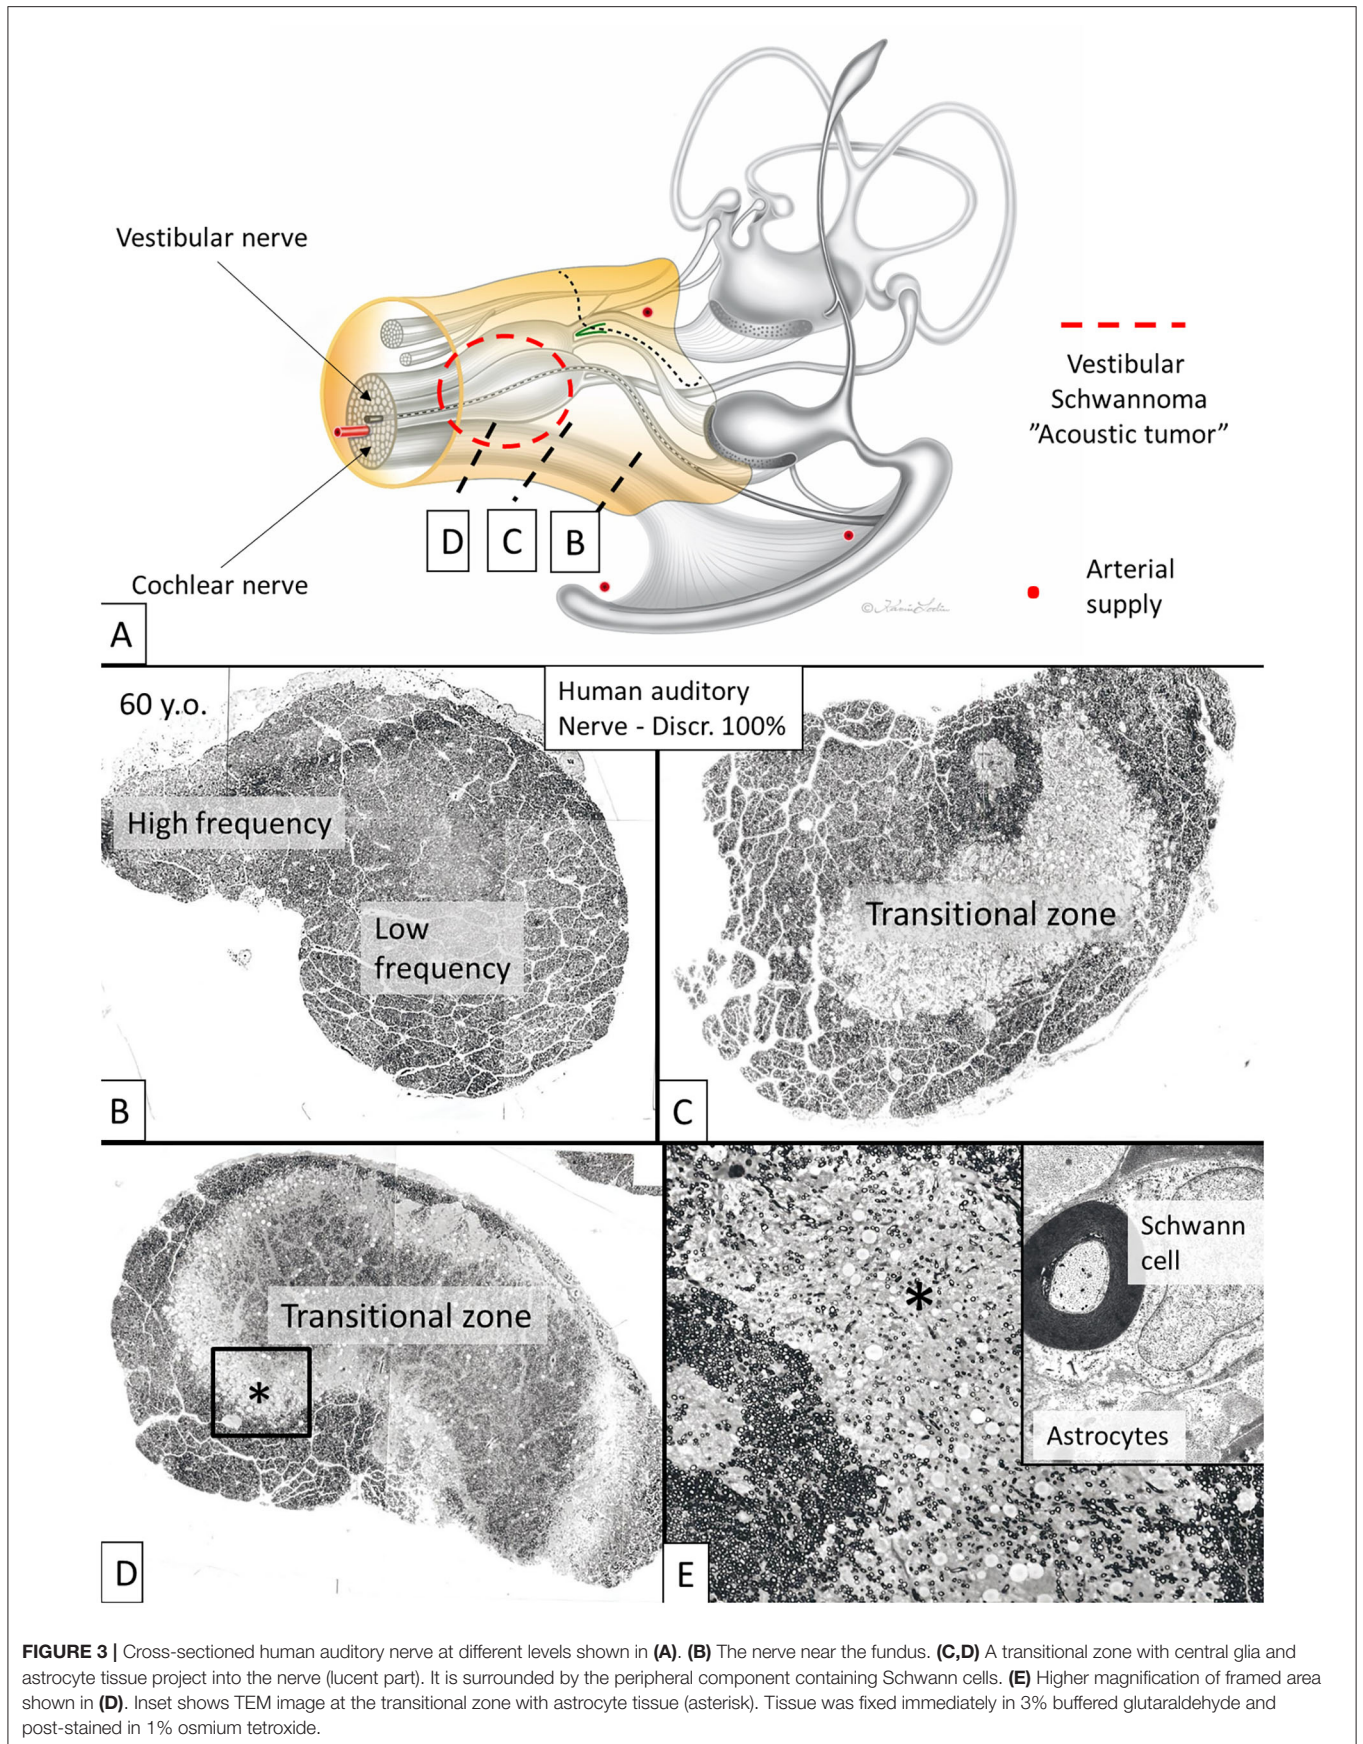 Vestibular nerve
Cochlear nerve
D
C
B
Vestibular
Schwannoma
”Acoustic tumor”
Arterial
supply
©
A
60 y.o.
Human auditory
Nerve - Discr. 100%
High frequency
Low
frequency
B
Transitional zone
C
Transitional zone
*
D
*
Schwann
cell
Astrocytes
E
FIGURE 3 | Cross-sectioned human auditory nerve at different levels shown in (A). (B) The nerve near the fundus. (C,D) A transitional zone with central glia and
astrocyte tissue project into the nerve (lucent part). It is surrounded by the peripheral component containing Schwann cells. (E) Higher magnification of framed area
shown in (D). Inset shows TEM image at the transitional zone with astrocyte tissue (asterisk). Tissue was fixed immediately in 3% buffered glutaraldehyde and
post-stained in 1% osmium tetroxide.